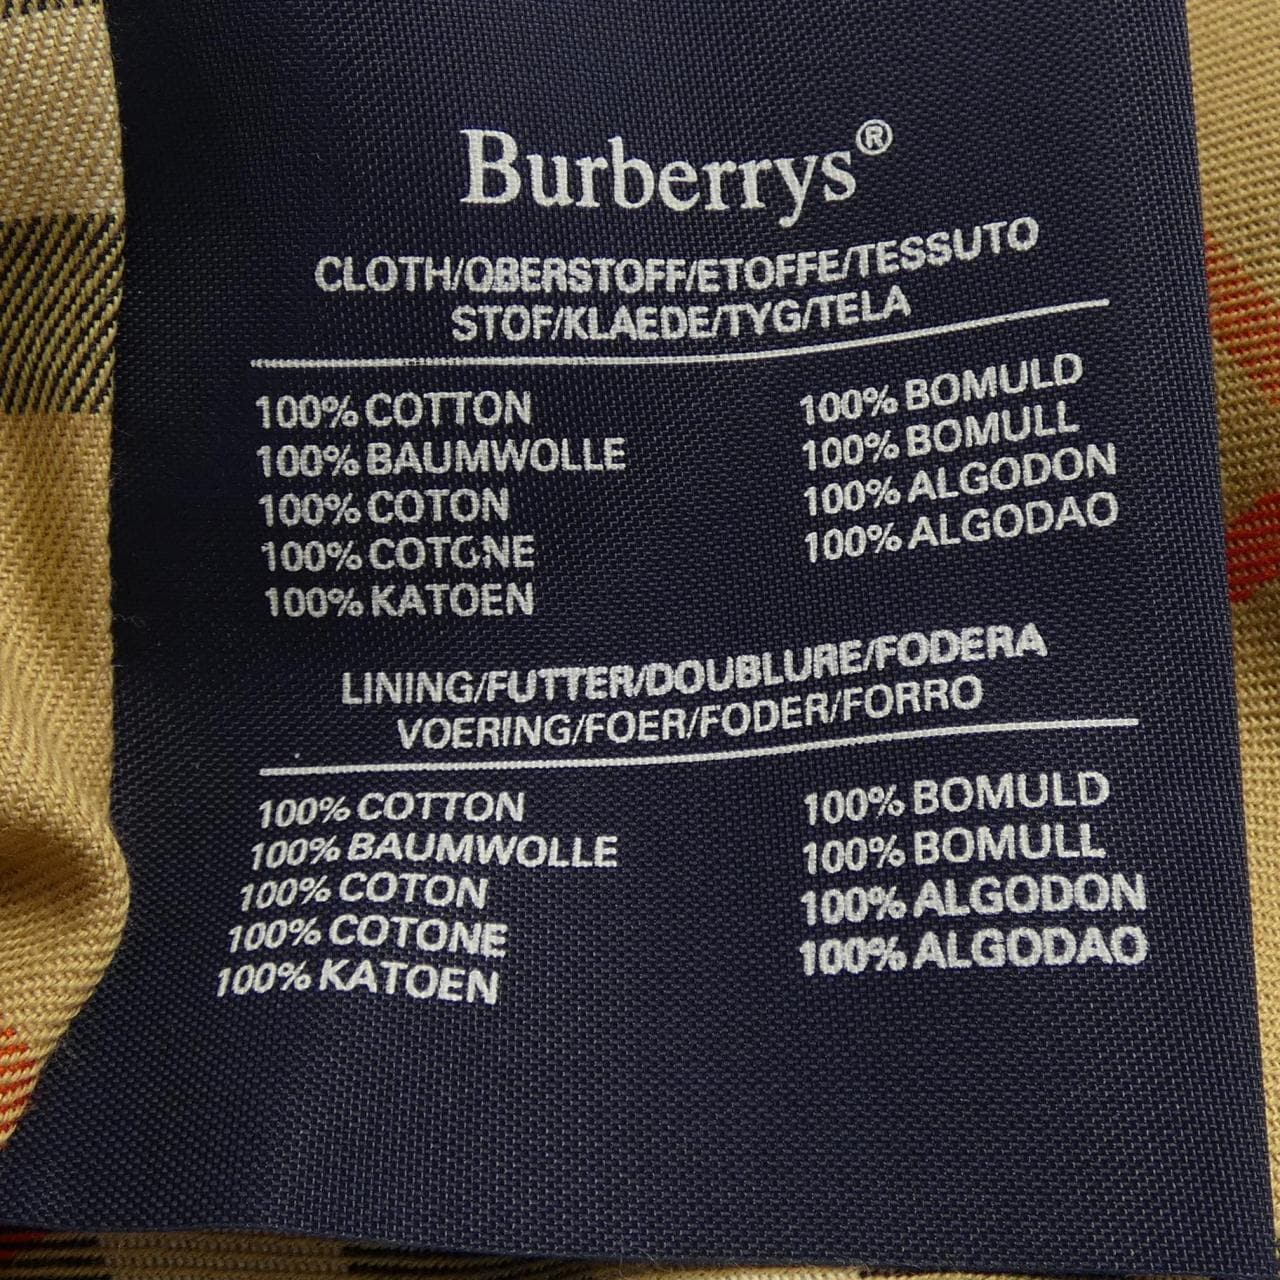 Burberrys®
CLOTH/OBERSTOFF/ETOFFE/TESSUTO
STOF/KLAEDE/TYG/TELA
100% COTTON
100% BAUMWOLLE
100% COTON
100% COTONE
100% KATOEN
100% BOMULD
100% BOMULL
100% ALGODON
100% ALGODAO
LINING/FUTTER/DOUBLURE/FODERA
VOERING/FOER/FODER/FORRO
100% COTTON
100% BAUMWOLLE
100% COTON
100% COTONE
100% KATOEN
100% BOMULD
100% BOMULL
100% ALGODON
100% ALGODAO